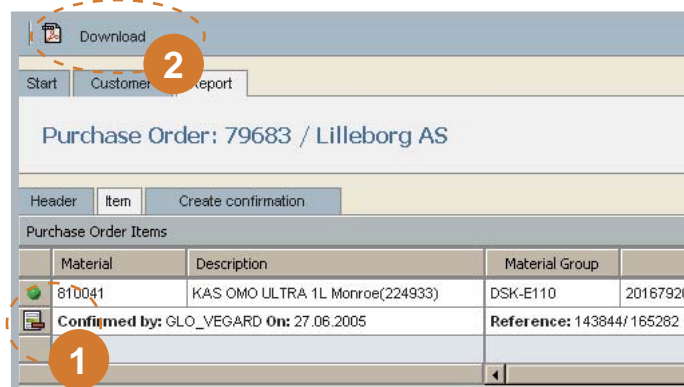 Download
2
Start Customer Report
Purchase Order: 79683 / Lilleborg AS
Header Item Create confirmation
Purchase Order Items
Material Description Material Group
810041 KAS OMO ULTRA 1L Monroe(224933) DSK-E110
Confirmed by: GLO_VEGARD On: 27.06.2005 Reference: 143844/165282
1